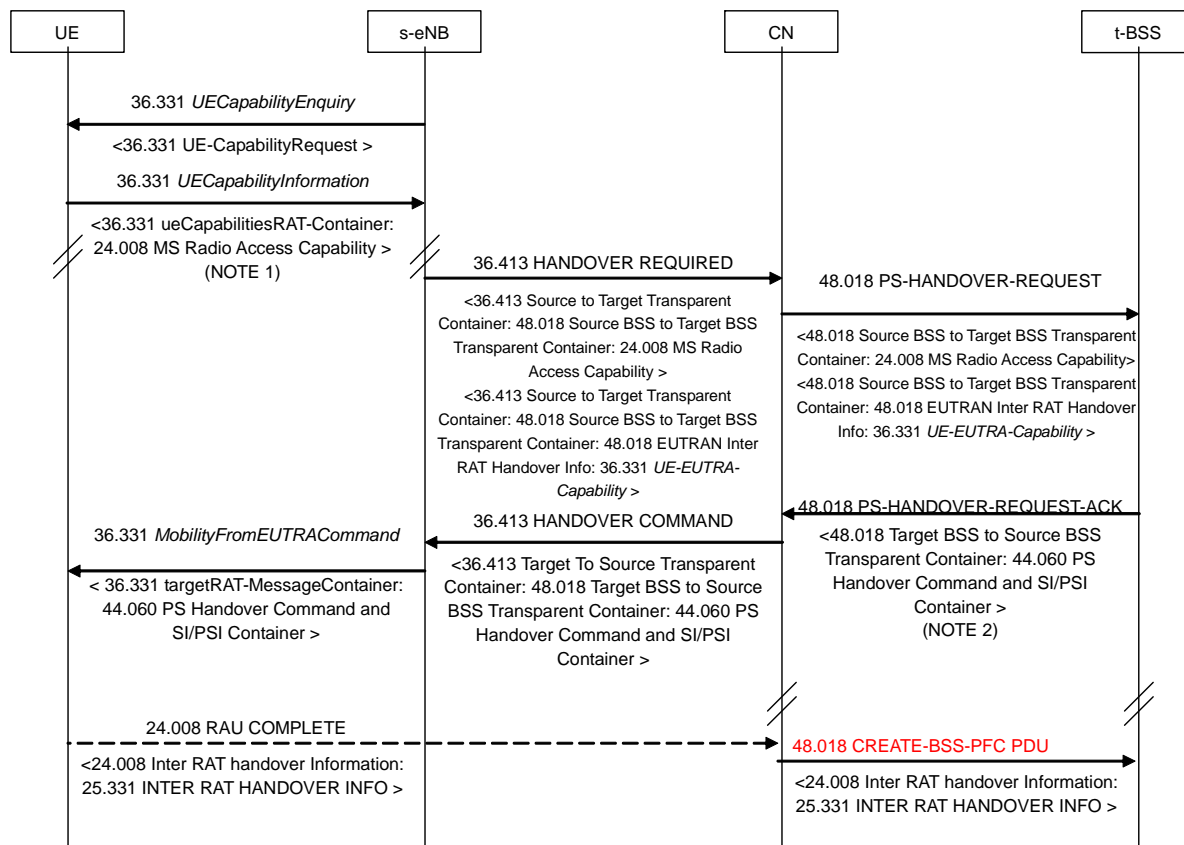 UE
s-eNB
CN
t-BSS
36.331 UECapabilityEnquiry
<36.331 UE-CapabilityRequest >
36.331 UECapabilityInformation
<36.331 ueCapabilitiesRAT-Container:
24.008 MS Radio Access Capability >
(NOTE 1)
36.413 HANDOVER REQUIRED
<36.413 Source to Target Transparent
Container: 48.018 Source BSS to Target BSS
Transparent Container: 24.008 MS Radio
Access Capability >
<36.413 Source to Target Transparent
Container: 48.018 Source BSS to Target BSS
Transparent Container: 48.018 EUTRAN Inter
RAT Handover Info: 36.331 UE-EUTRA-
Capability >
48.018 PS-HANDOVER-REQUEST
<48.018 Source BSS to Target BSS Transparent
Container: 24.008 MS Radio Access Capability>
<48.018 Source BSS to Target BSS Transparent
Container: 48.018 EUTRAN Inter RAT Handover
Info: 36.331 UE-EUTRA-Capability >
48.018 PS-HANDOVER-REQUEST-ACK
<48.018 Target BSS to Source BSS
Transparent Container: 44.060 PS
Handover Command and SI/PSI
Container >
(NOTE 2)
36.413 HANDOVER COMMAND
<36.413 Target To Source Transparent
Container: 48.018 Target BSS to Source
BSS Transparent Container: 44.060 PS
Handover Command and SI/PSI
Container >
36.331 MobilityFromEUTRACommand
< 36.331 targetRAT-MessageContainer:
44.060 PS Handover Command and
SI/PSI Container >
24.008 RAU COMPLETE
<24.008 Inter RAT handover Information:
25.331 INTER RAT HANDOVER INFO >
48.018 CREATE-BSS-PFC PDU
<24.008 Inter RAT handover Information:
25.331 INTER RAT HANDOVER INFO >